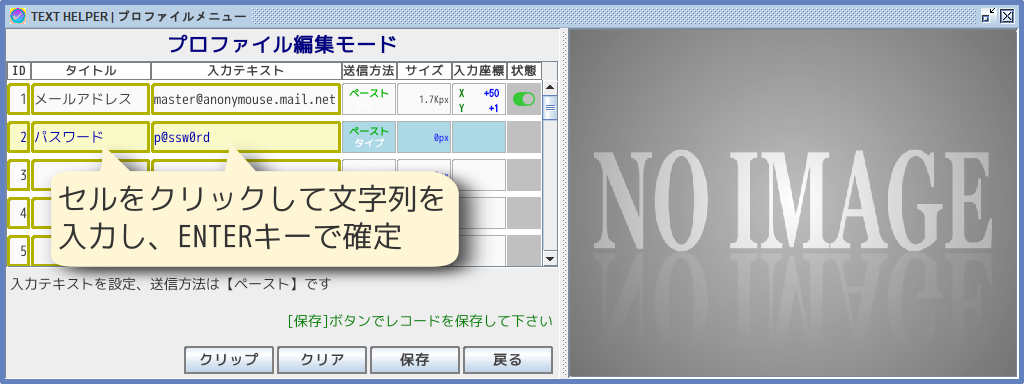 TEXT HELPER | プロファイルメニュー
プロファイル編集モード
ID タイトル 入力テキスト 送信方法 サイズ 入力座標 状態
1 メールアドレス master@anonymouse.mail.net ペースト 1.7Kpx X +50
Y +1
2 パスワード p@ssw0rd ペースト 0px
タイプ
3
4
5
セルをクリックして文字列を
入力し、ENTERキーで確定
入力テキストを設定、送信方法は【ペースト】です
[保存]ボタンでレコードを保存して下さい
クリップ クリア 保存 戻る
NO IMAGE